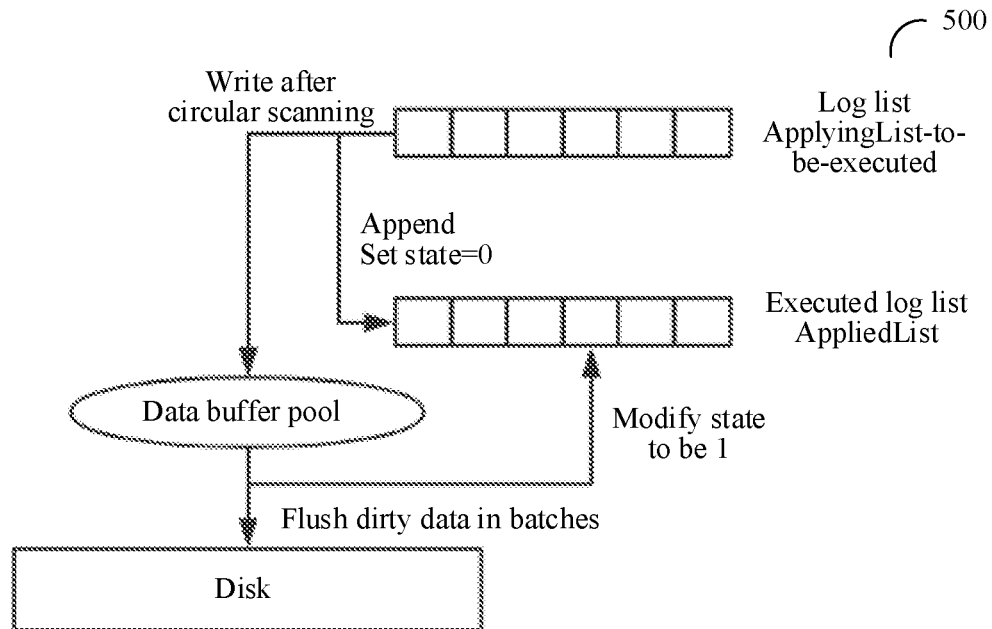 500
Write after
circular scanning
Log list
ApplyingList-to-
be-executed
Append
Set state=0
Executed log list
AppliedList
Data buffer pool
Modify state
to be 1
Flush dirty data in batches
Disk